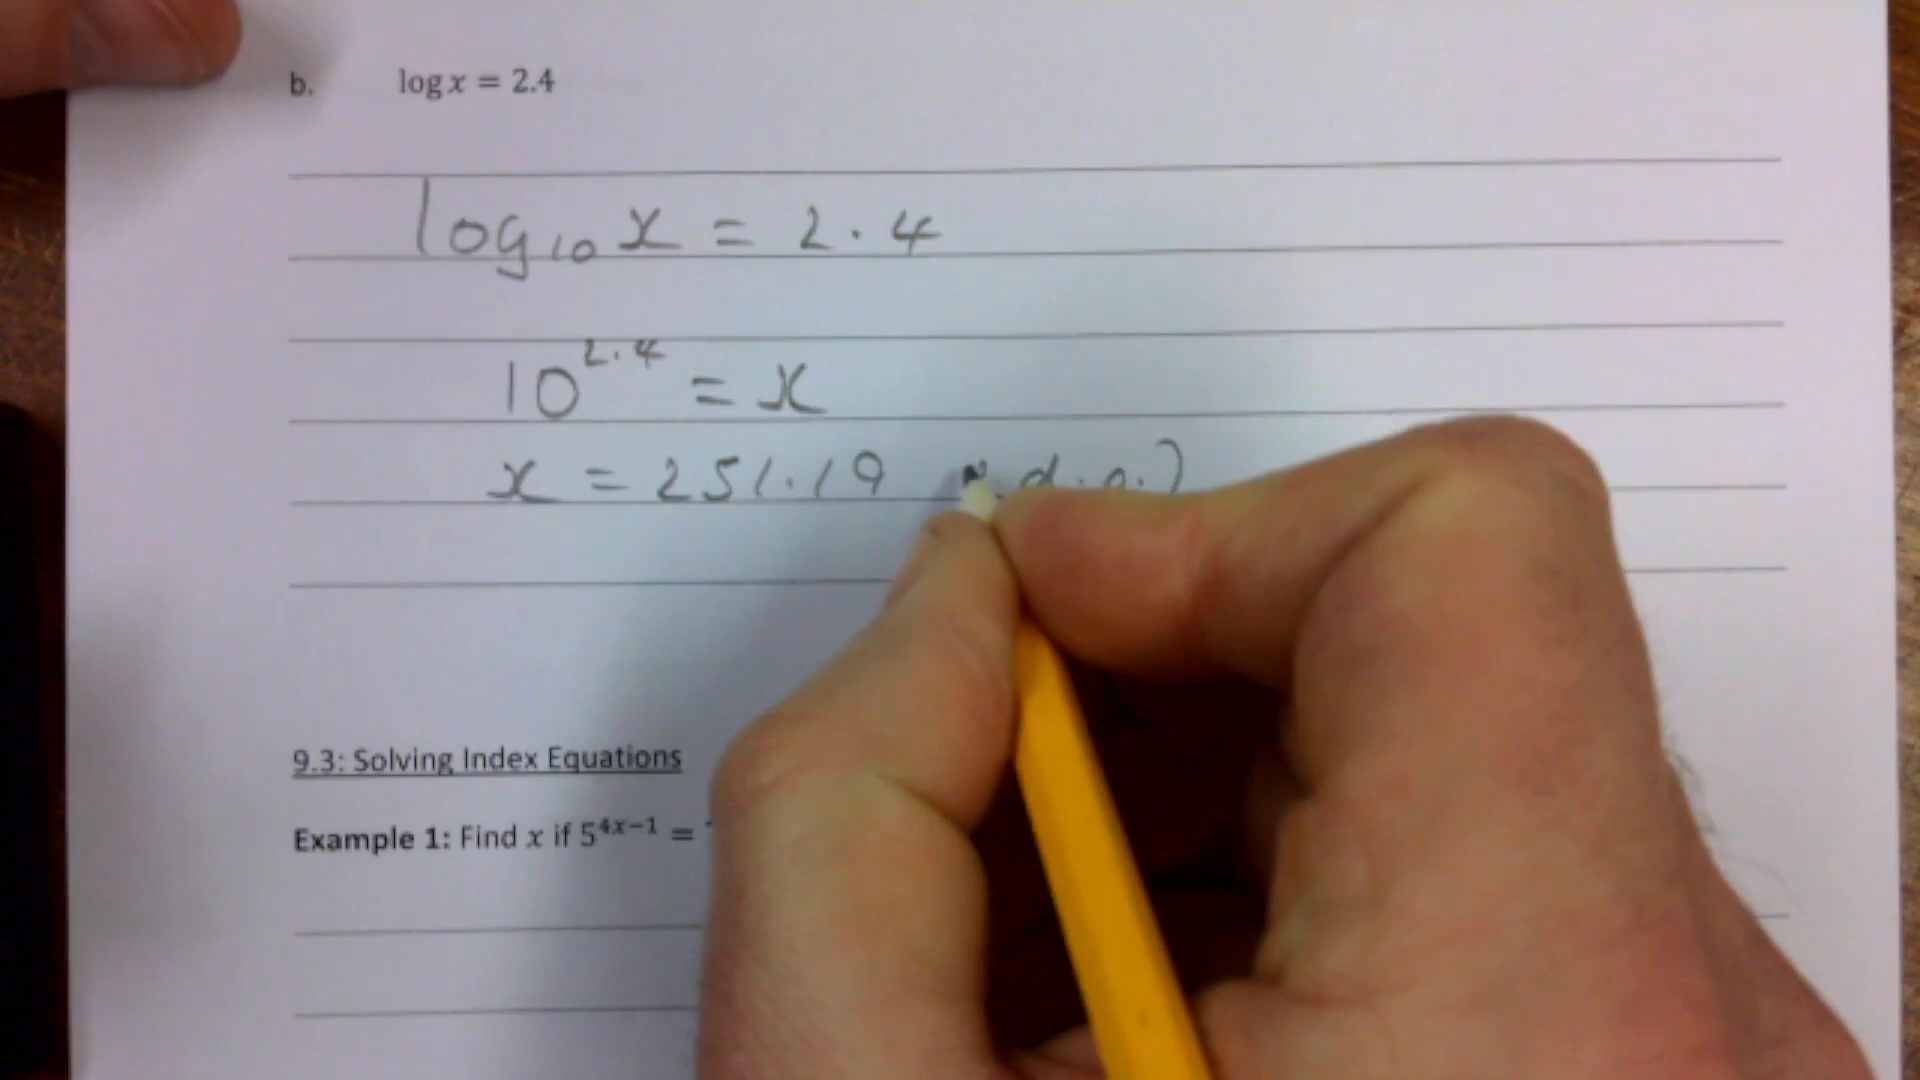 b. log x = 2.4
log₁₀ x = 2.4
10^2.4 = x
x = 251.19 d.p.)
9.3: Solving Index Equations
Example 1: Find x if 5^4x−1 =